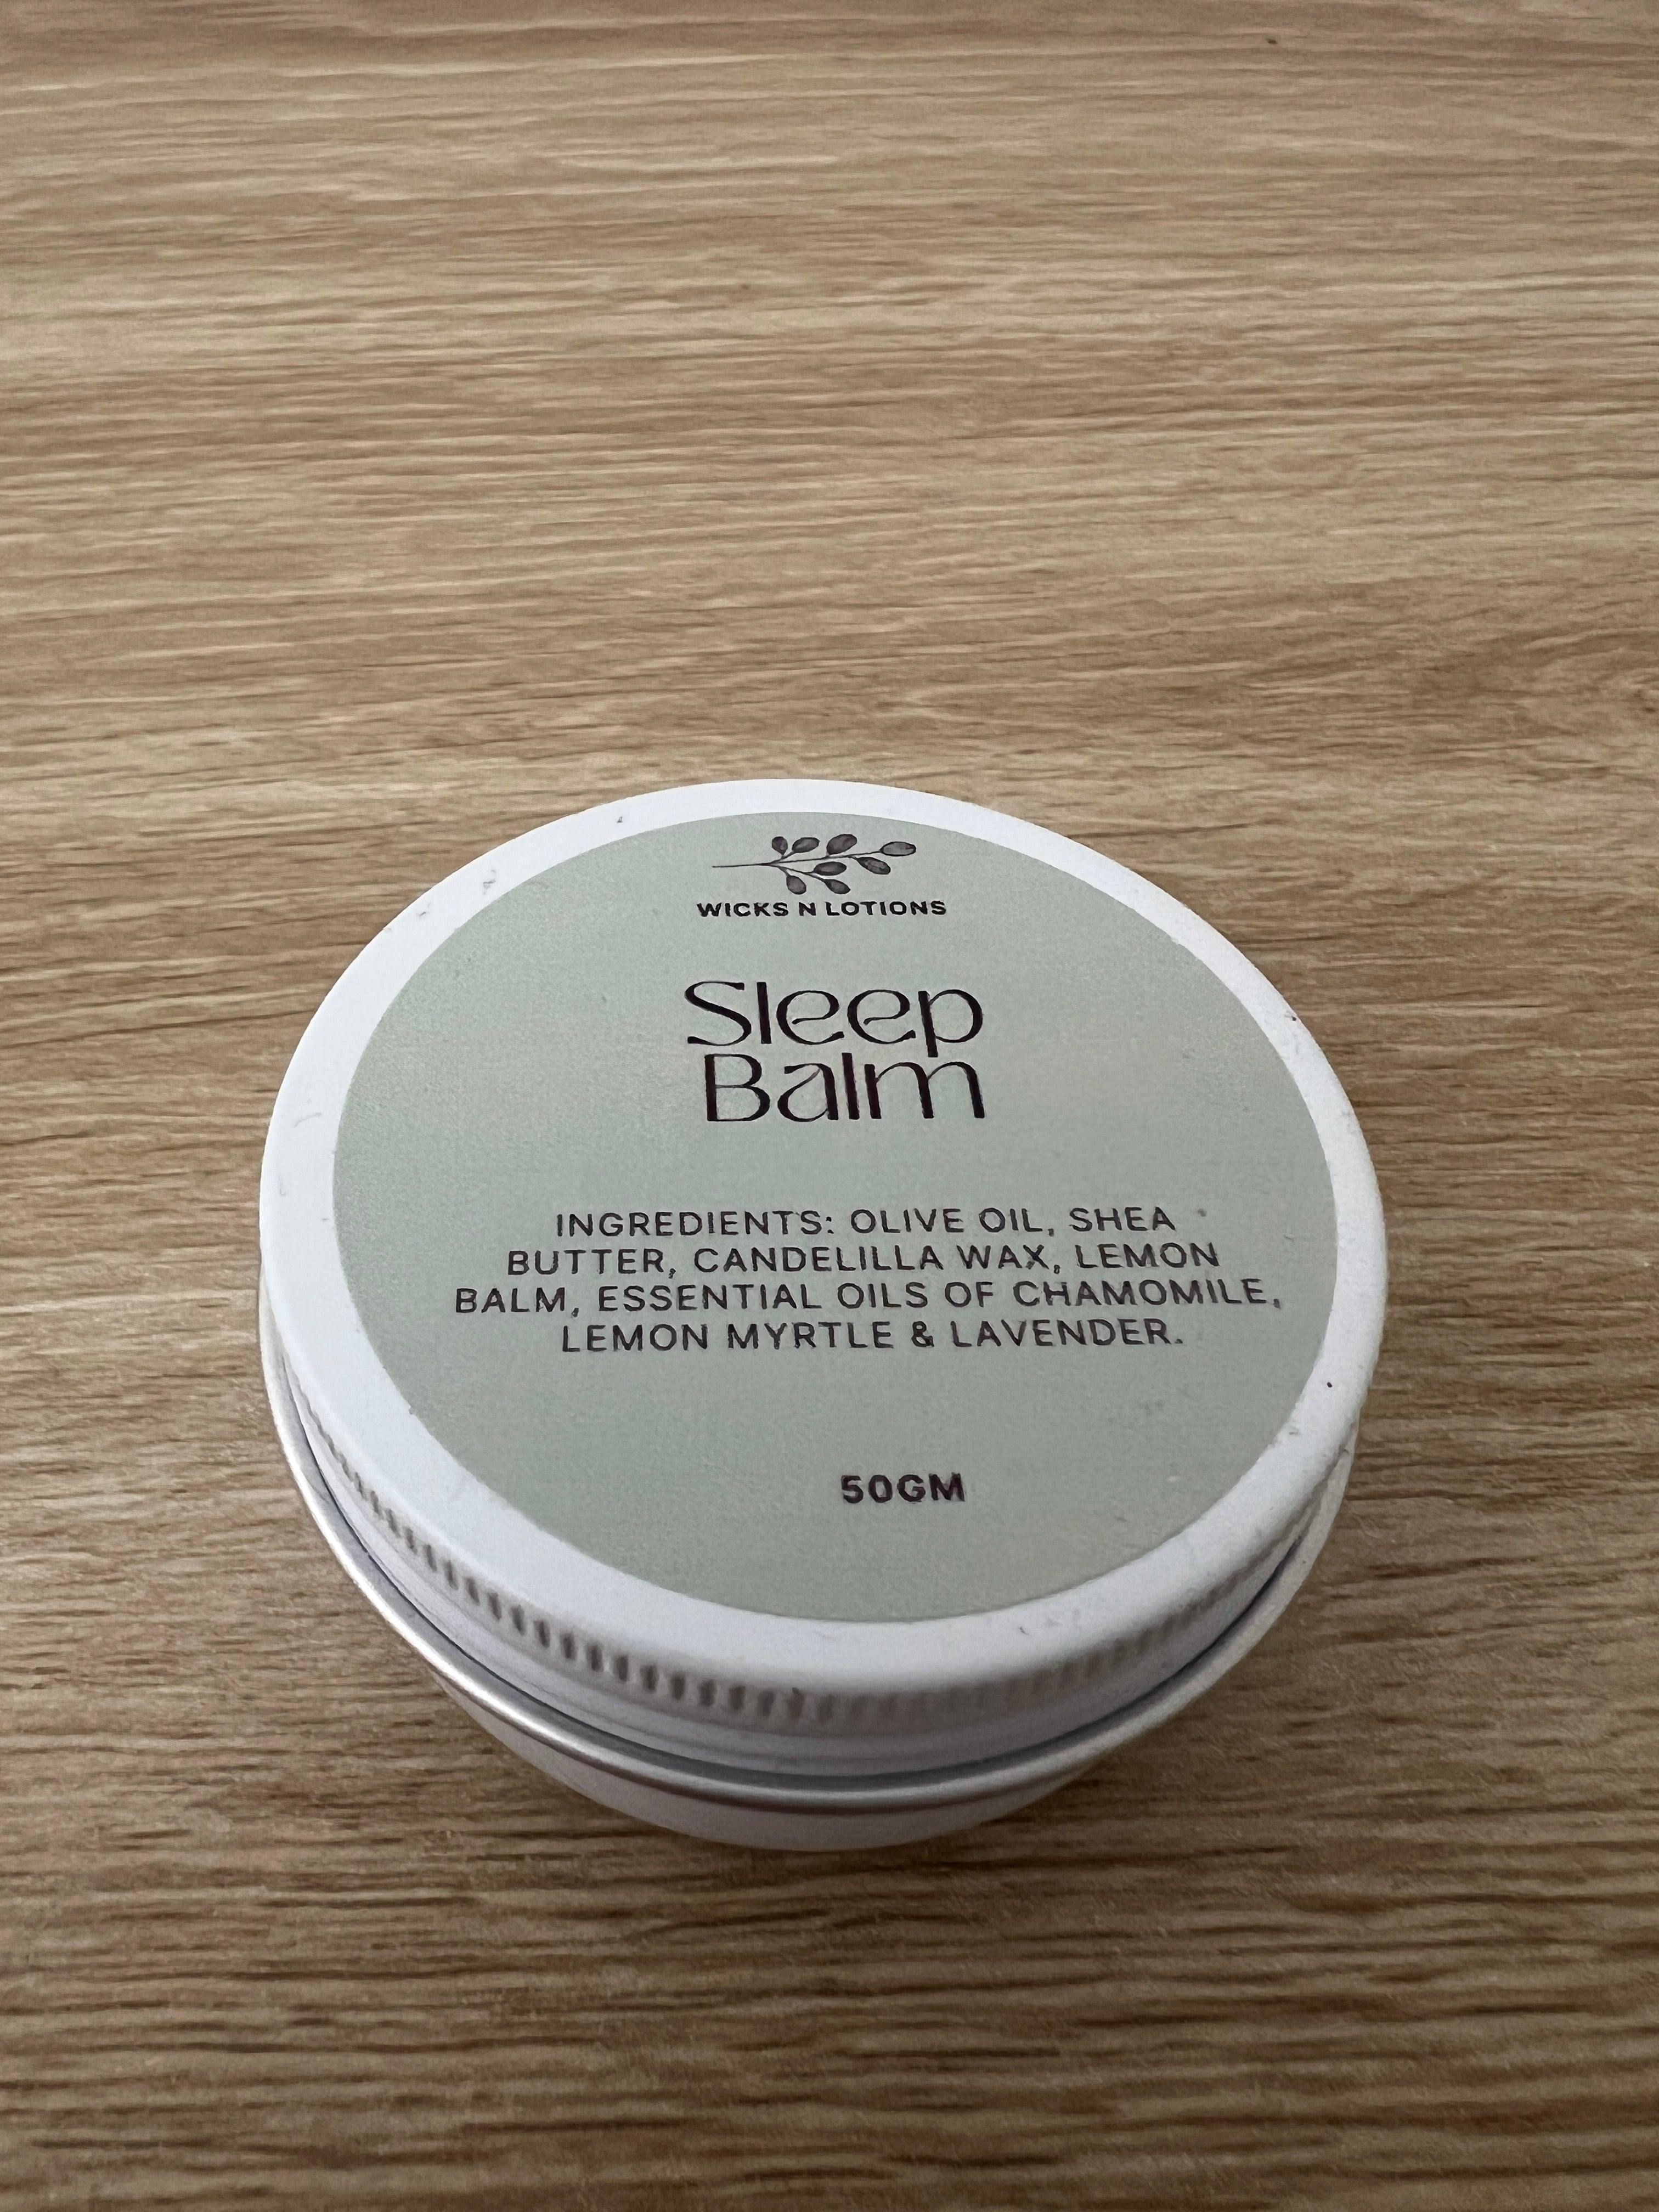 WICKS N LOTIONS
Sleep
Balm
INGREDIENTS: OLIVE OIL, SHEA
BUTTER, CANDELILLA WAX, LEMON
BALM, ESSENTIAL OILS OF CHAMOMILE,
LEMON MYRTLE & LAVENDER.
50GM